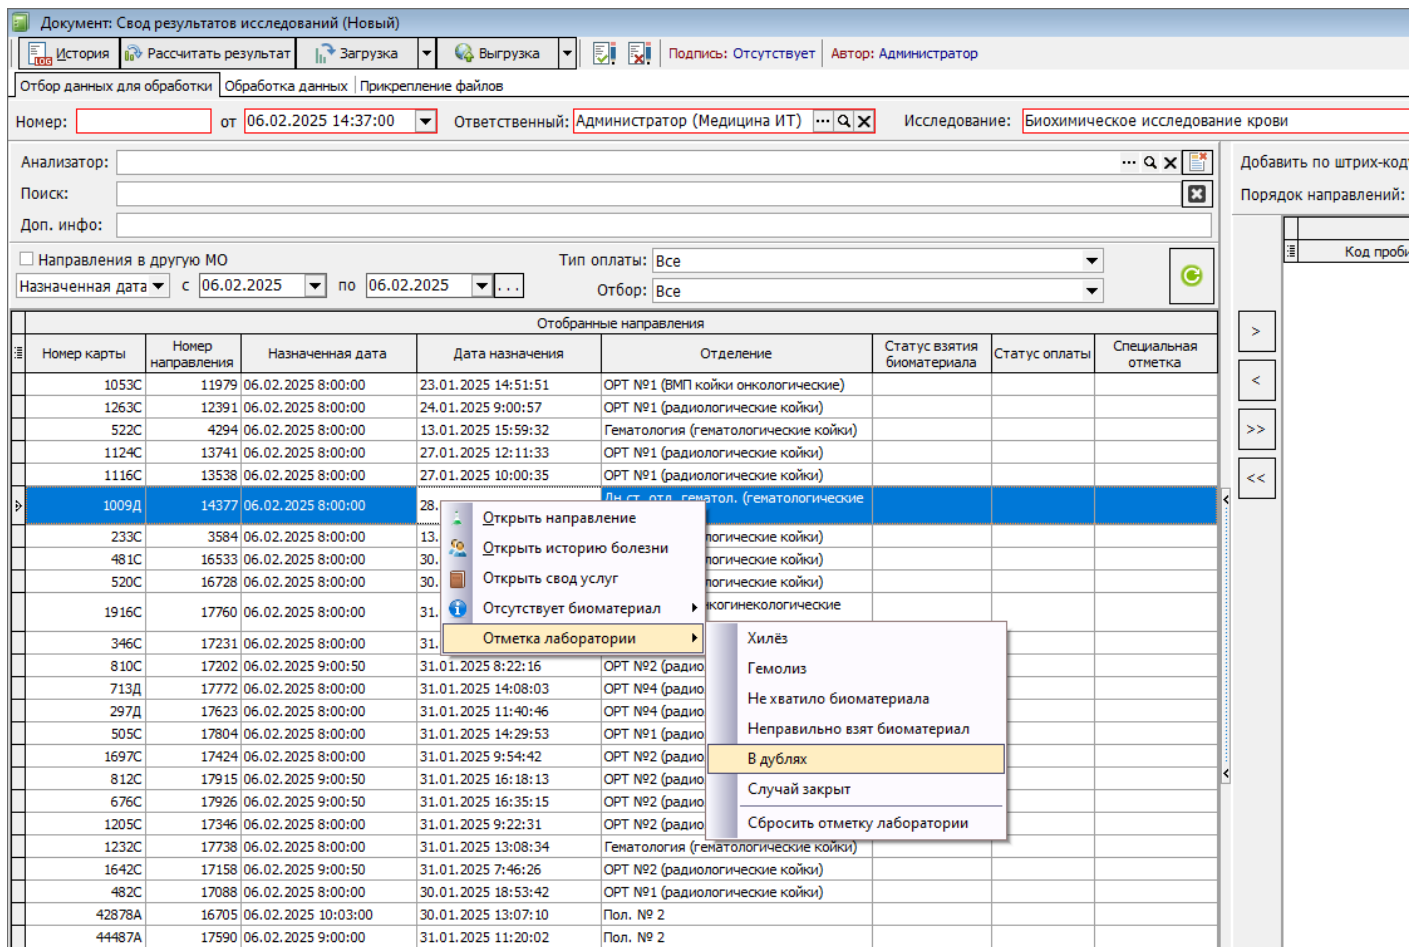 Документ: Свод результатов исследований (Новый)
История Рассчитать результат Загрузка Выгрузка Подпись: Отсутствует Автор: Администратор
Отбор данных для обработки Обработка данных Прикрепление файлов
Номер: от 06.02.2025 14:37:00 Ответственный: Администратор (Медицина ИТ) ... Исследование: Биохимическое исследование крови
Анализатор: ... Добавить по штрих-код
Поиск: Порядок направлений:
Доп. инфо:
Направления в другую МО Тип оплаты: Все
Назначенная дата с 06.02.2025 по 06.02.2025 ... Отбор: Все
Отобранные направления
Номер карты Номер направления Назначенная дата Дата назначения Отделение Статус взятия биоматериала Статус оплаты Специальная отметка Код проби
1053С 11979 06.02.2025 8:00:00 23.01.2025 14:51:51 ОРТ №1 (ВМП койки онкологические)
1263С 12391 06.02.2025 8:00:00 24.01.2025 9:00:57 ОРТ №1 (радиологические койки)
522С 4294 06.02.2025 8:00:00 13.01.2025 15:59:32 Гематология (гематологические койки)
1124С 13741 06.02.2025 8:00:00 27.01.2025 12:11:33 ОРТ №1 (радиологические койки)
1116С 13538 06.02.2025 8:00:00 27.01.2025 10:00:35 ОРТ №1 (радиологические койки)
1009Д 14377 06.02.2025 8:00:00 28. Дн.ст. отд. гематол. (гематологические
233С 3584 06.02.2025 8:00:00 13. логические койки)
481С 16533 06.02.2025 8:00:00 30. логические койки)
520С 16728 06.02.2025 8:00:00 30. логические койки)
1916С 17760 06.02.2025 8:00:00 31. когинекологические
346С 17231 06.02.2025 8:00:00 31.
810С 17202 06.02.2025 9:00:50 31.01.2025 8:22:16 ОРТ №2 (радио
713Д 17772 06.02.2025 8:00:00 31.01.2025 14:08:03 ОРТ №4 (радио
297Д 17623 06.02.2025 8:00:00 31.01.2025 11:40:46 ОРТ №4 (радио
505С 17804 06.02.2025 8:00:00 31.01.2025 14:29:53 ОРТ №1 (радио
1697С 17424 06.02.2025 8:00:00 31.01.2025 9:54:42 ОРТ №2 (радио
812С 17915 06.02.2025 9:00:50 31.01.2025 16:18:13 ОРТ №2 (радио
676С 17926 06.02.2025 9:00:50 31.01.2025 16:35:15 ОРТ №2 (радио
1205С 17346 06.02.2025 8:00:00 31.01.2025 9:22:31 ОРТ №2 (радио
1232С 17738 06.02.2025 8:00:00 31.01.2025 13:08:34 Гематология (гематологические койки)
1642С 17158 06.02.2025 9:00:50 31.01.2025 7:46:26 ОРТ №2 (радиологические койки)
482С 17088 06.02.2025 8:00:00 30.01.2025 18:53:42 ОРТ №1 (радиологические койки)
42878А 16705 06.02.2025 10:03:00 30.01.2025 13:07:10 Пол. № 2
44487А 17590 06.02.2025 9:00:00 31.01.2025 11:20:02 Пол. № 2
Открыть направление
Открыть историю болезни
Открыть свод услуг
Отсутствует биоматериал
Отметка лаборатории
Хилёз
Гемолиз
Не хватило биоматериала
Неправильно взят биоматериал
В дублях
Случай закрыт
Сбросить отметку лаборатории
>
<
>>
<<